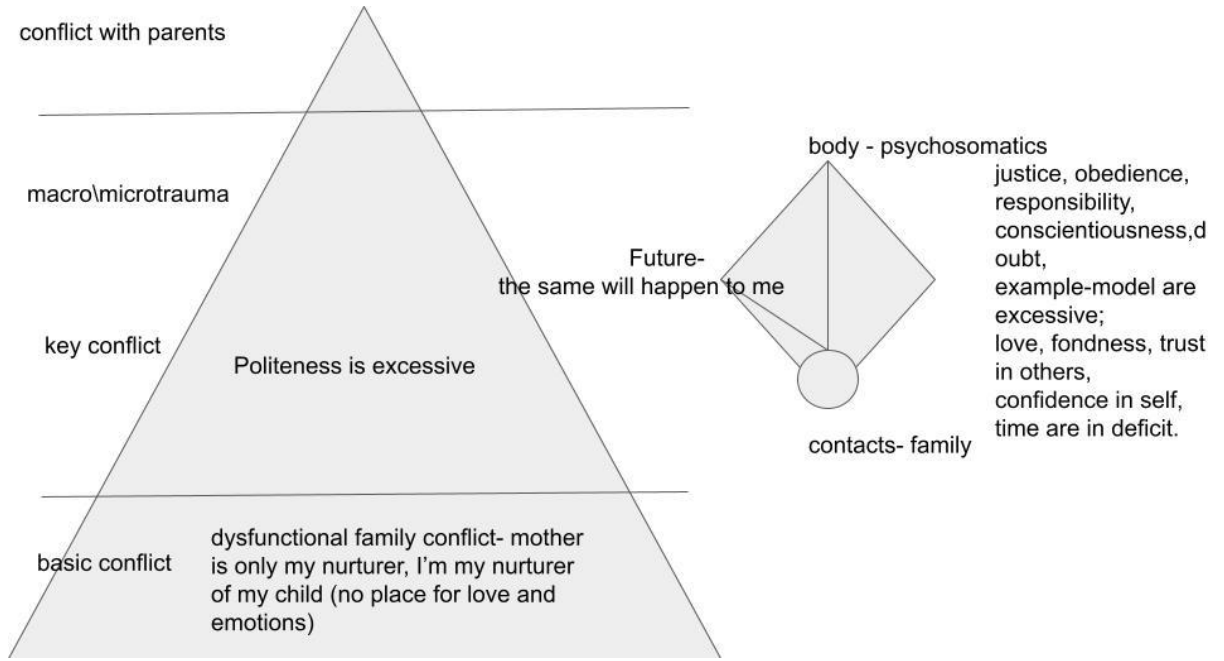 conflict with parents
macro\microtrauma
key conflict
Politeness is excessive
basic conflict
dysfunctional family conflict- mother
is only my nurturer, I’m my nurturer
of my child (no place for love and
emotions)
body - psychosomatics
Future-
the same will happen to me
contacts- family
justice, obedience,
responsibility,
conscientiousness,d
oubt,
example-model are
excessive;
love, fondness, trust
in others,
confidence in self,
time are in deficit.